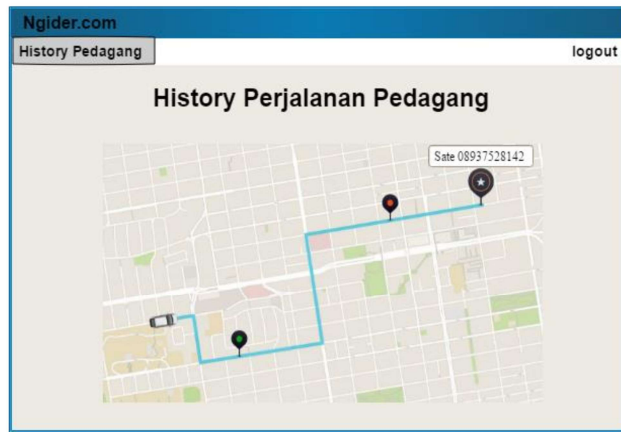 Ngider.com
History Pedagang
logout
History Perjalanan Pedagang
Sate 08937528142